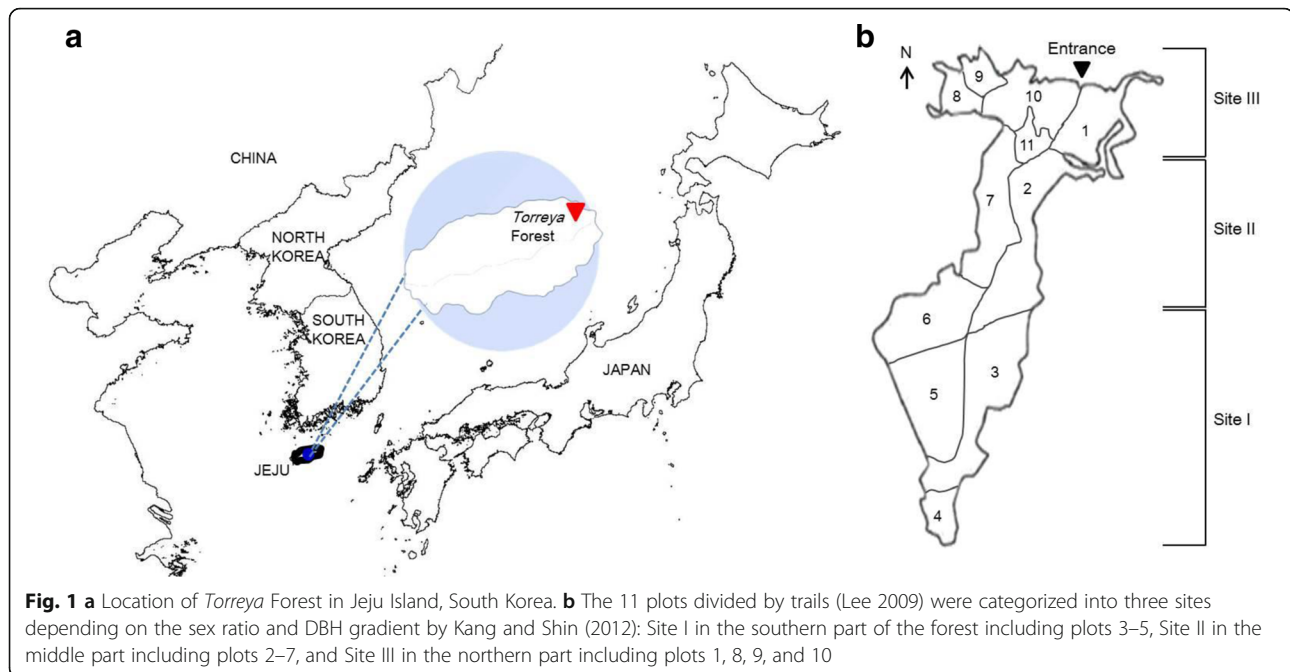 a
CHINA
NORTH
KOREA
SOUTH
KOREA
JEJU
JAPAN
Torreya
Forest
b
N
Entrance
9
8
10
1
11
2
7
6
3
5
4
Site III
Site II
Site I
Fig. 1 a Location of Torreya Forest in Jeju Island, South Korea. b The 11 plots divided by trails (Lee 2009) were categorized into three sites
depending on the sex ratio and DBH gradient by Kang and Shin (2012): Site I in the southern part of the forest including plots 3–5, Site II in the
middle part including plots 2–7, and Site III in the northern part including plots 1, 8, 9, and 10